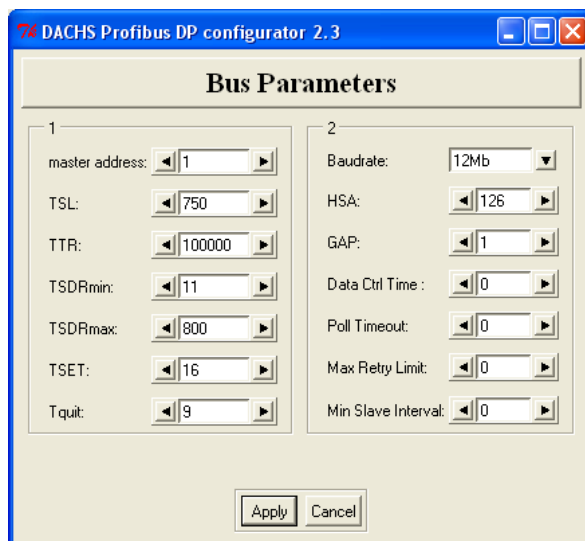 DACHS Profibus DP configurator 2.3
Bus Parameters
1
master address: 1
TSL: 750
TTR: 100000
TSDRmin: 11
TSDRmax: 800
TSET: 16
Tquit: 9
2
Baudrate: 12Mb
HSA: 126
GAP: 1
Data Ctrl Time : 0
Poll Timeout: 0
Max Retry Limit: 0
Min Slave Interval: 0
Apply Cancel